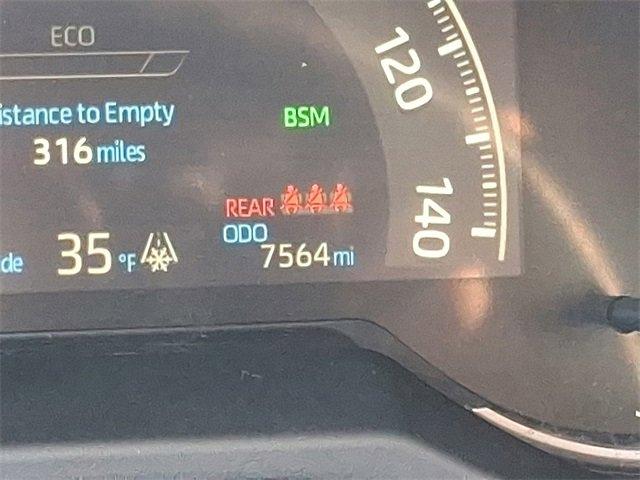 ECO
120
istance to Empty
BSM
316 miles
140
REAR
ODO
de 35 °F
7564 mi